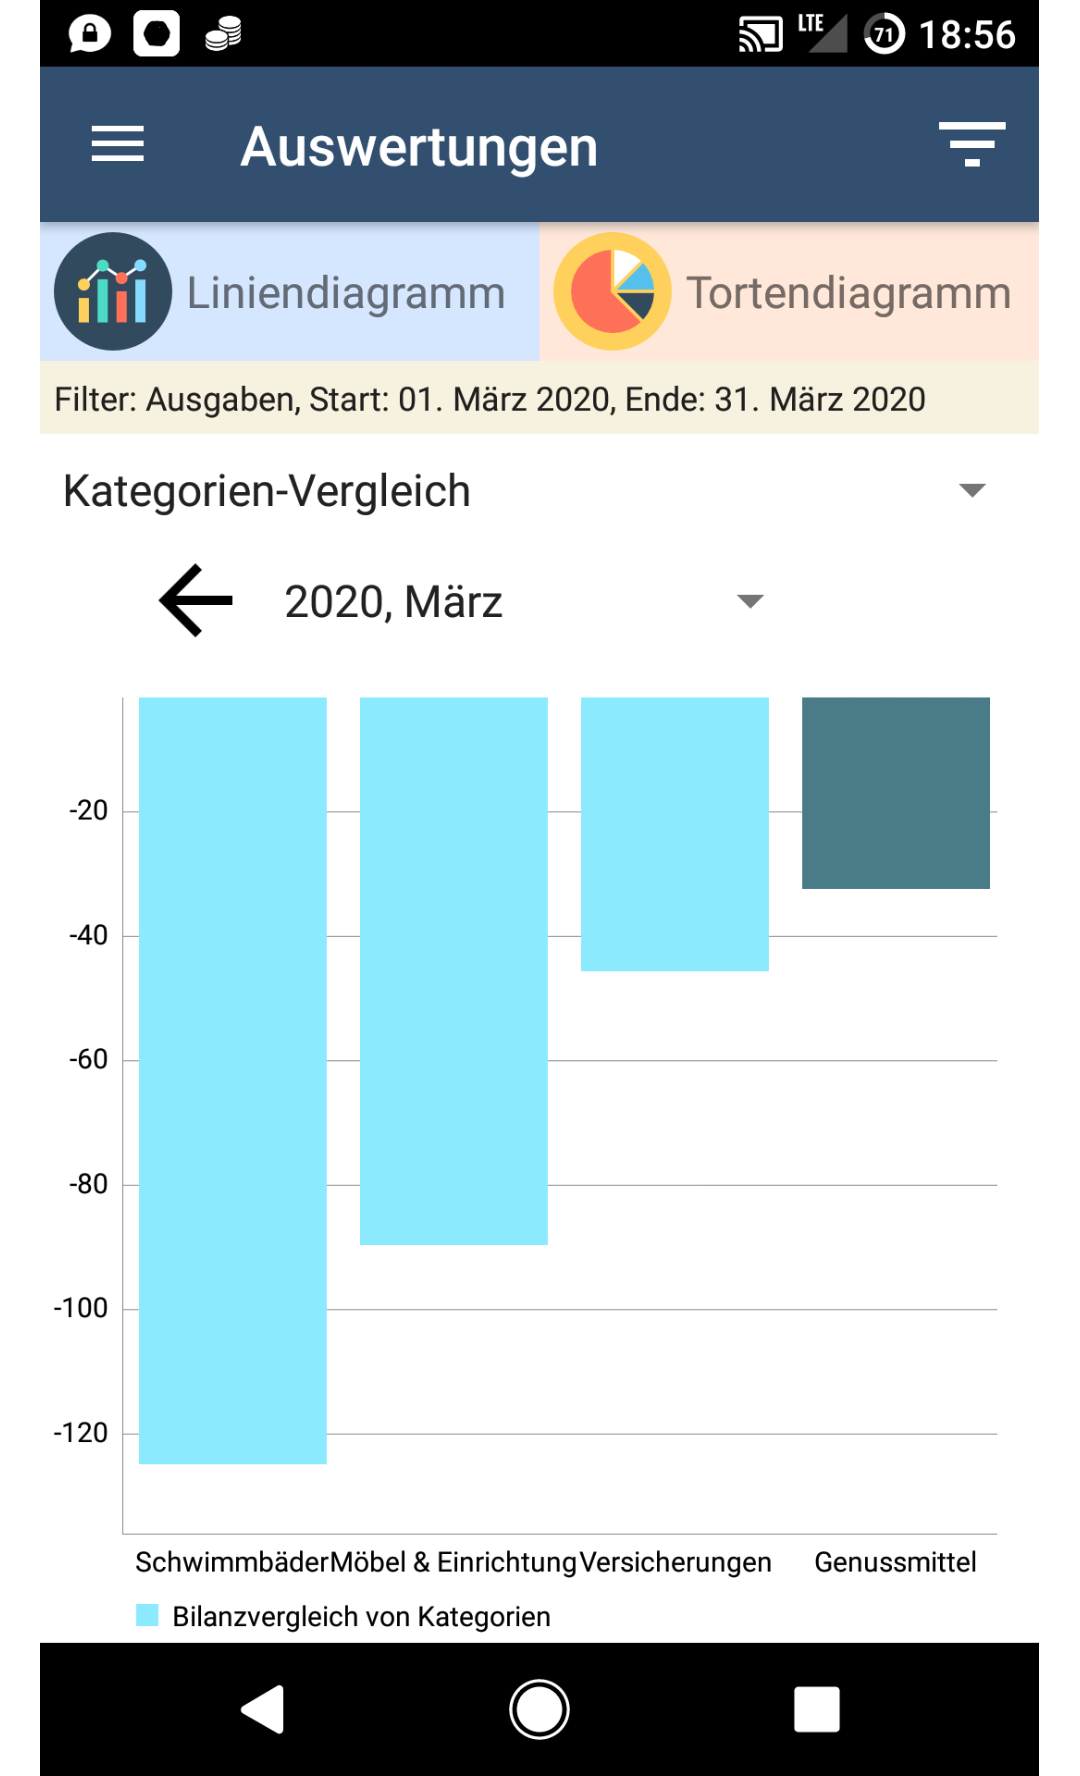 LTE 71 18:56
Auswertungen
Liniendiagramm Tortendiagramm
Filter: Ausgaben, Start: 01. März 2020, Ende: 31. März 2020
Kategorien-Vergleich
2020, März
-20
-40
-60
-80
-100
-120
Schwimmbäder Möbel & Einrichtung Versicherungen Genussmittel
Bilanzvergleich von Kategorien